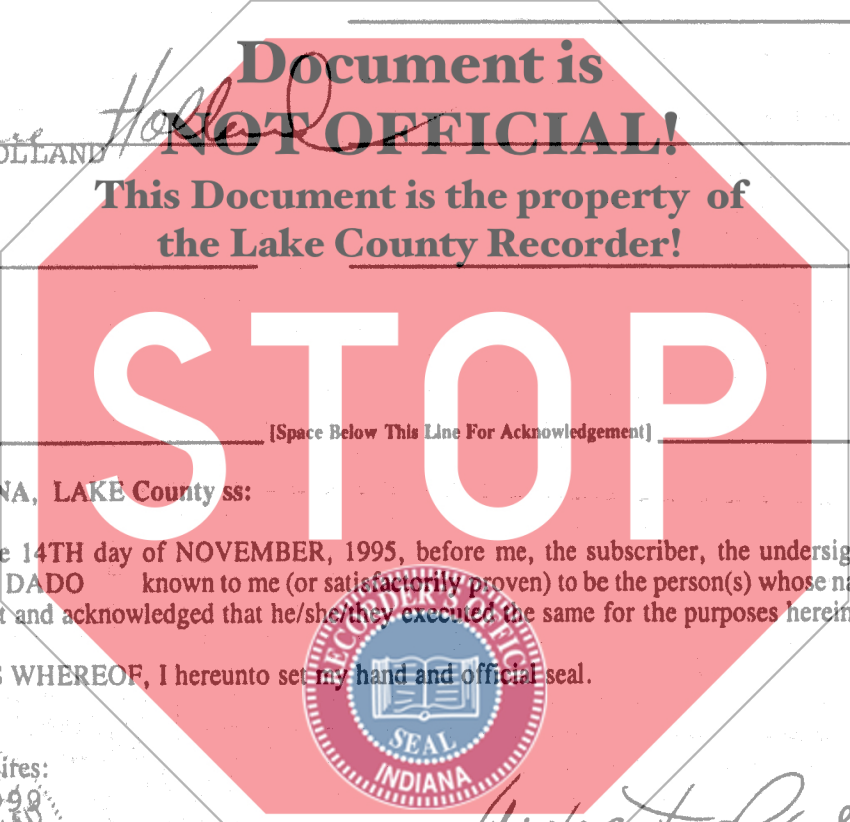 Document is
Holland
NOT OFFICIAL!
OLLAND
This Document is the property of
the Lake County Recorder!
STOP
[Space Below This Line For Acknowledgement]
NA, LAKE County ss:
e 14TH day of NOVEMBER, 1995, before me, the subscriber, the undersig
DADO known to me (or satisfactorily proven) to be the person(s) whose na
t and acknowledged that he/she/they executed the same for the purposes herein
S WHEREOF, I hereunto set my hand and official seal.
RECORDER'S OFFICE
SEAL
INDIANA
ires: